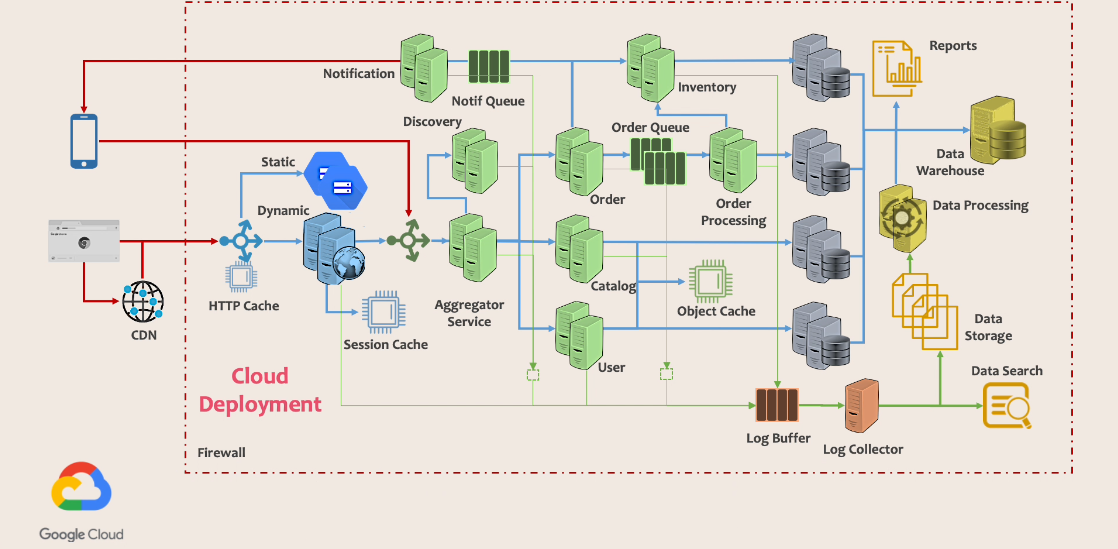 Reports
Notification
Notif Queue
Inventory
Discovery
Order Queue
Data
Warehouse
Static
Order
Order
Processing
Data Processing
Dynamic
HTTP Cache
Aggregator
Service
Catalog
Object Cache
CDN
Session Cache
Data
Storage
User
Cloud
Deployment
Data Search
Log Buffer
Log Collector
Firewall
Google Cloud